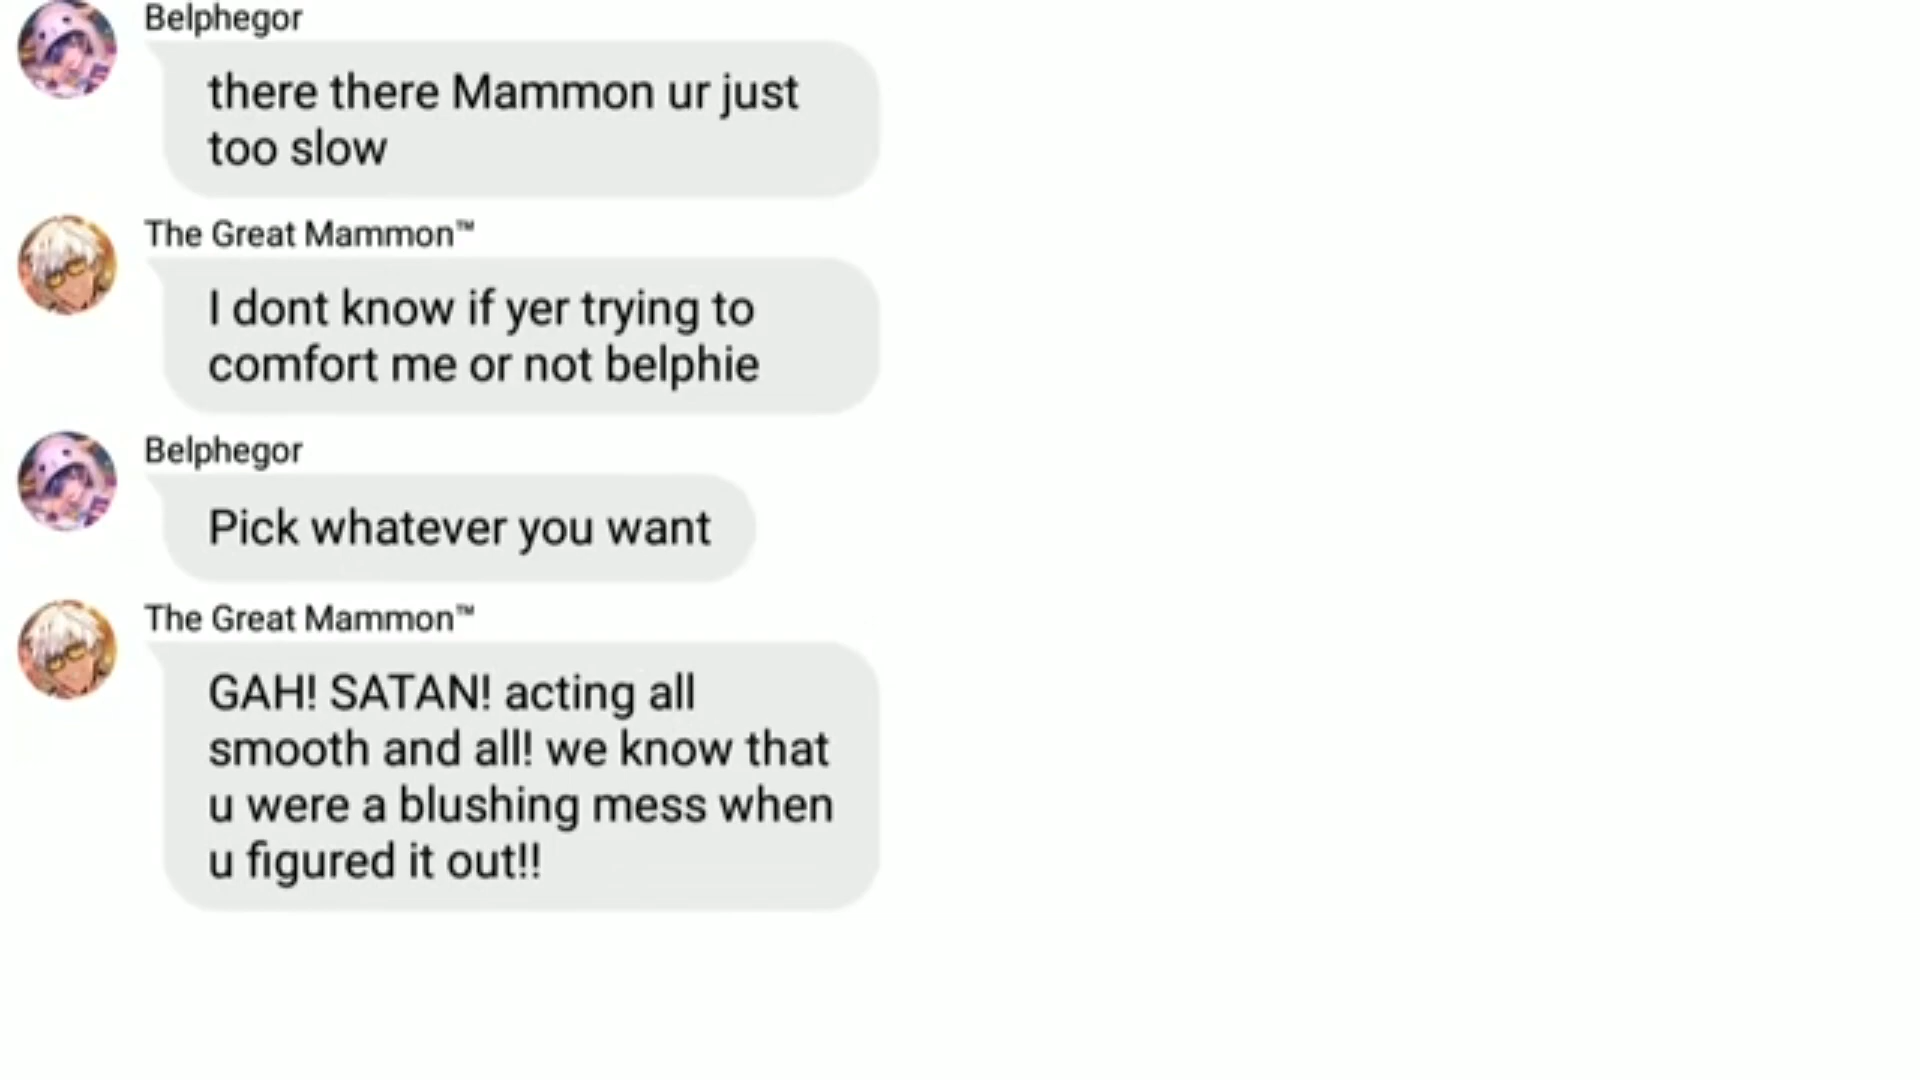 Belphegor
there there Mammon ur just
too slow
The Great Mammon™
I dont know if yer trying to
comfort me or not belphie
Belphegor
Pick whatever you want
The Great Mammon™
GAH! SATAN! acting all
smooth and all! we know that
u were a blushing mess when
u figured it out!!